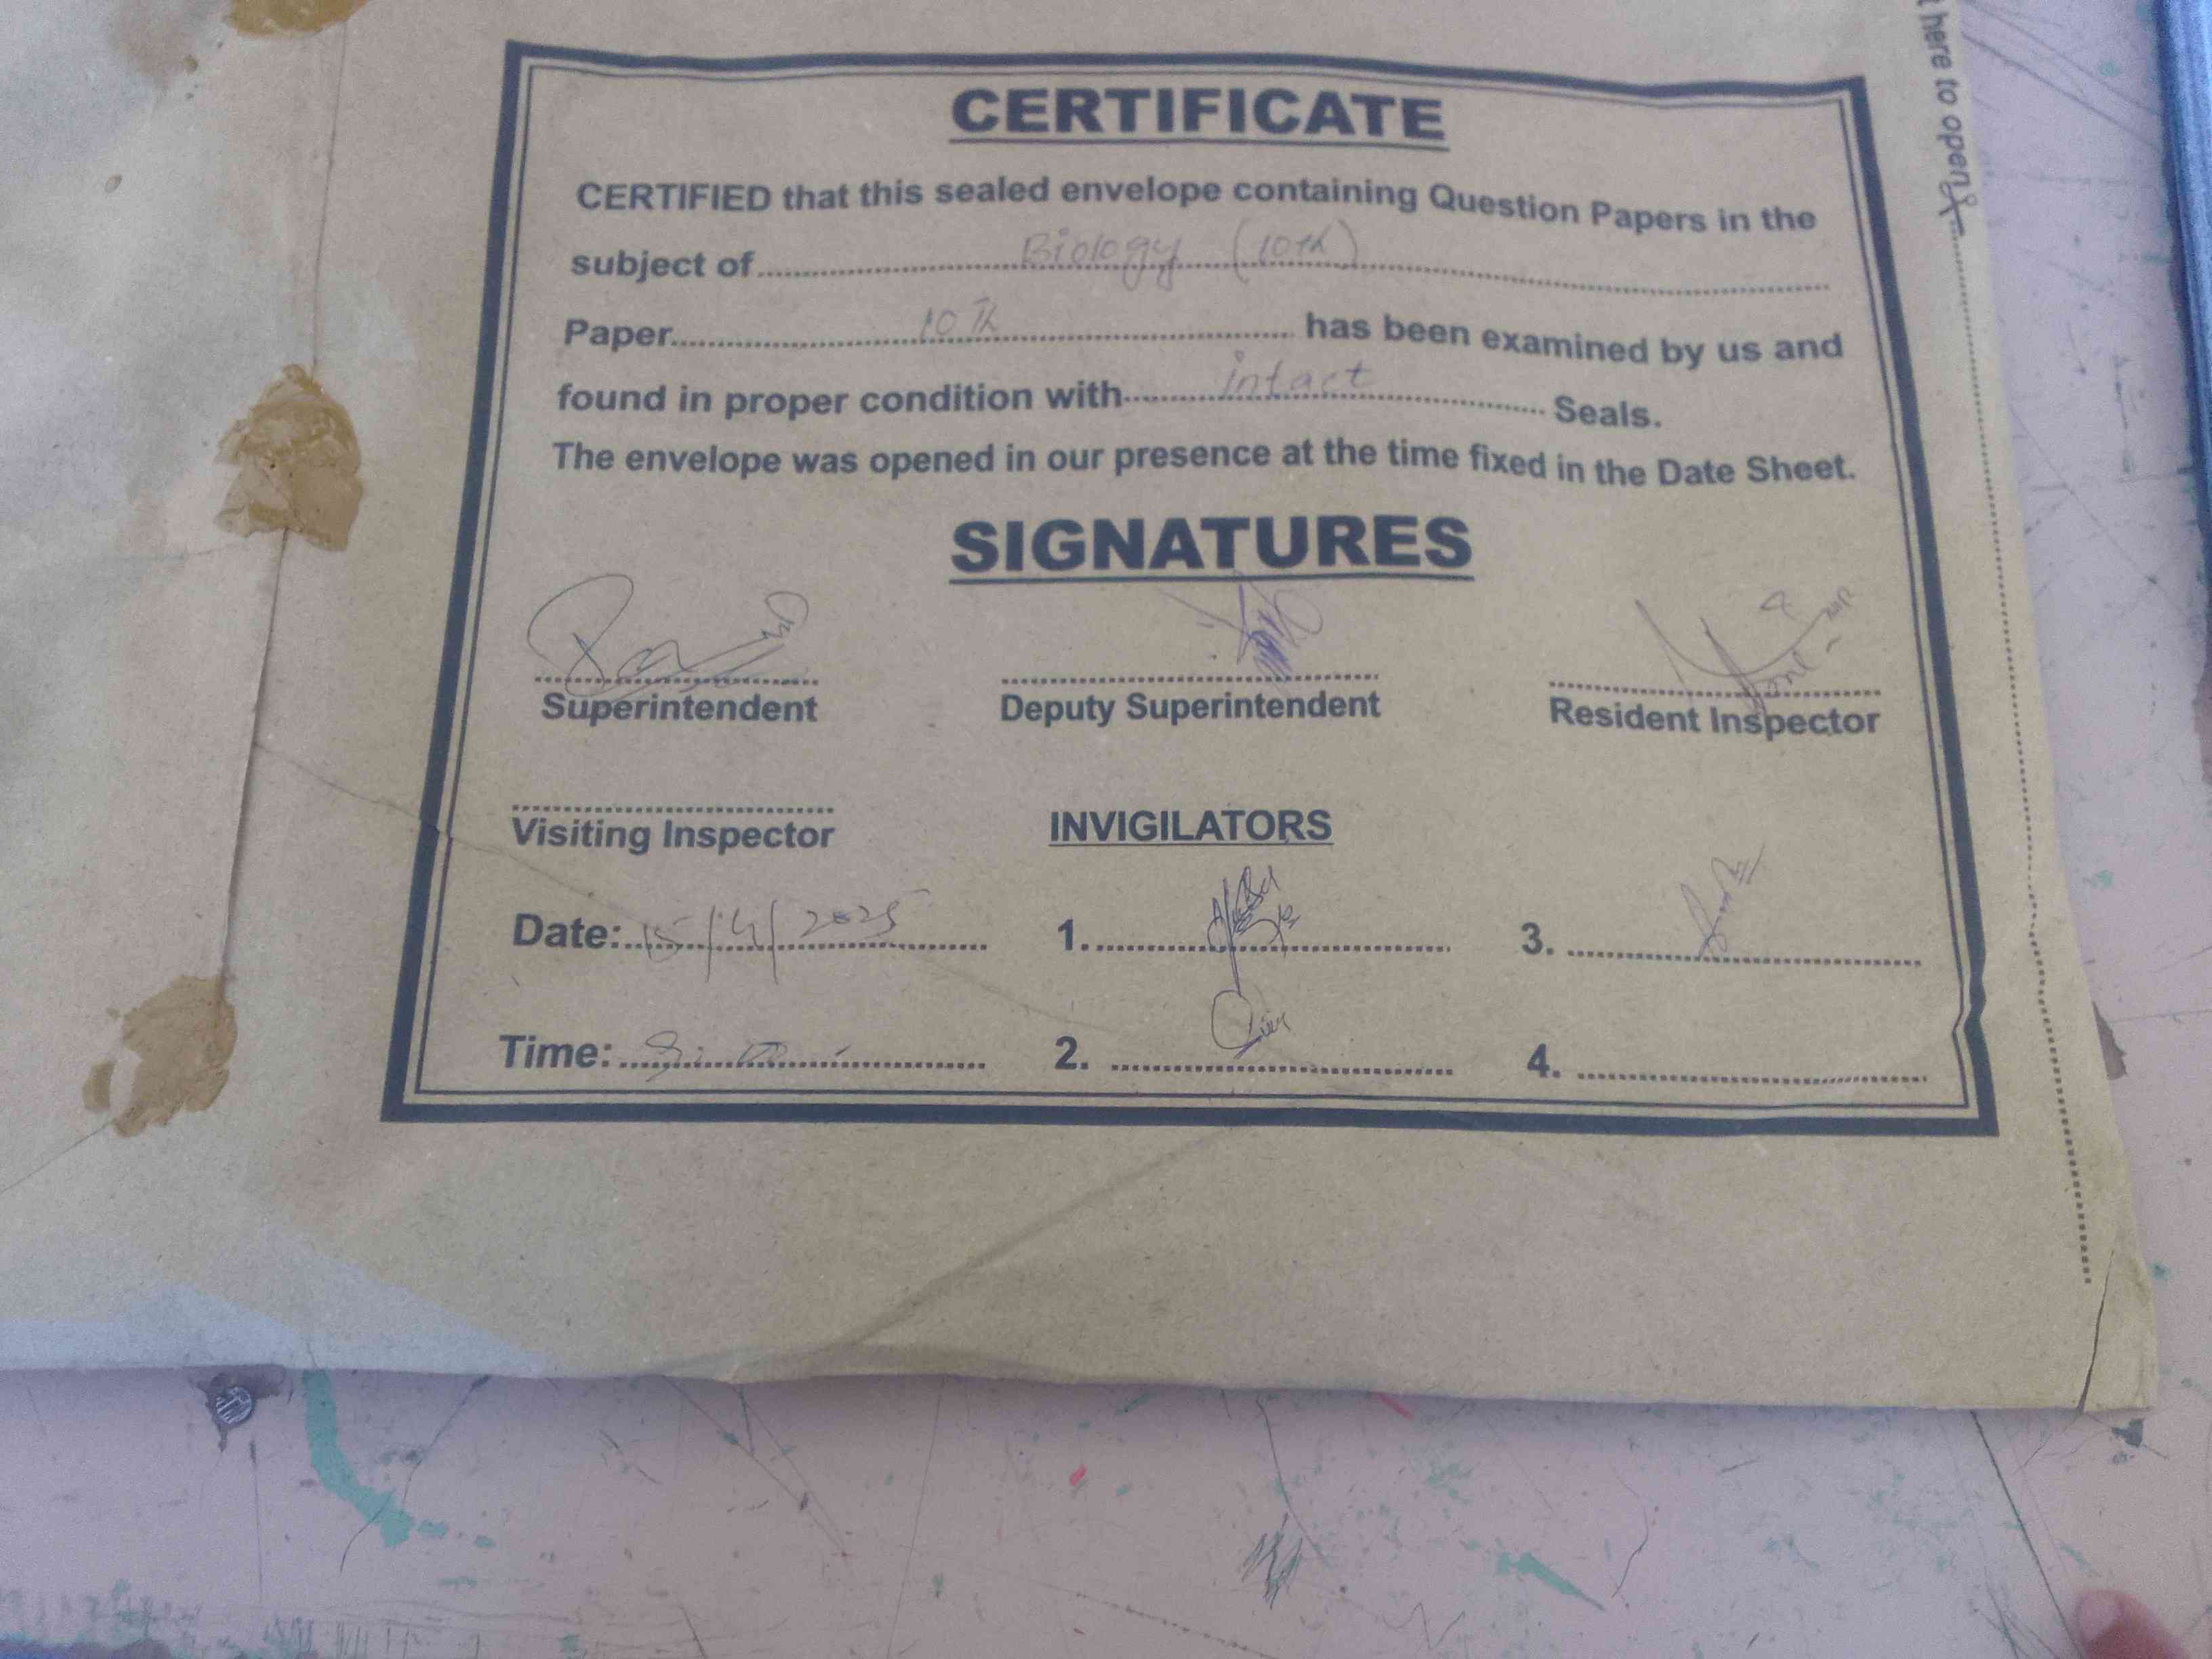 t here to open
CERTIFICATE
CERTIFIED that this sealed envelope containing Question Papers in the
subject of Biology (10th)
Paper 10th has been examined by us and
found in proper condition with intact Seals.
The envelope was opened in our presence at the time fixed in the Date Sheet.
SIGNATURES
Superintendent Deputy Superintendent Resident Inspector
Visiting Inspector INVIGILATORS
Date: 15/4/2025 1. 3.
Time: 2. 4.